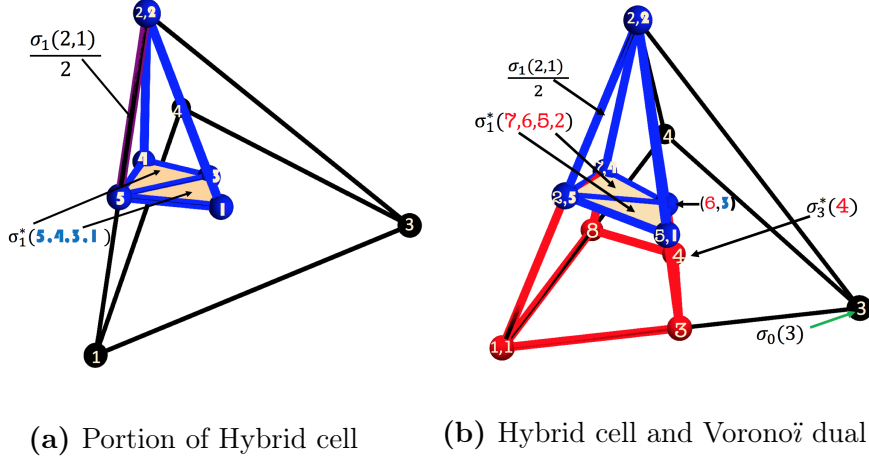 2,2
σ₁(2,1)
2
4
4
3
5
1
σ₁*(5,4,3,1)
3
1
(a) Portion of Hybrid cell
2,2
σ₁(2,1)
2
σ₁*(7,6,5,2)
4
7,4
2,5
(6,3)
σ₃*(4)
8
5,1
4
3
3
σ₀(3)
1,1
(b) Hybrid cell and Voronoï dual